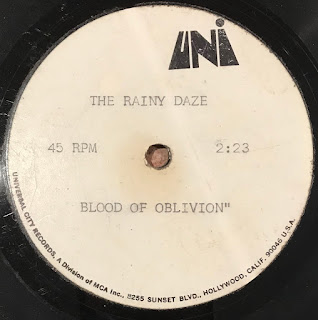 UNI
THE RAINY DAZE
45 RPM 2:23
BLOOD OF OBLIVION"
UNIVERSAL CITY RECORDS, A Division of MCA Inc., 8255 SUNSET BLVD., HOLLYWOOD, CALIF. 90046 U.S.A.